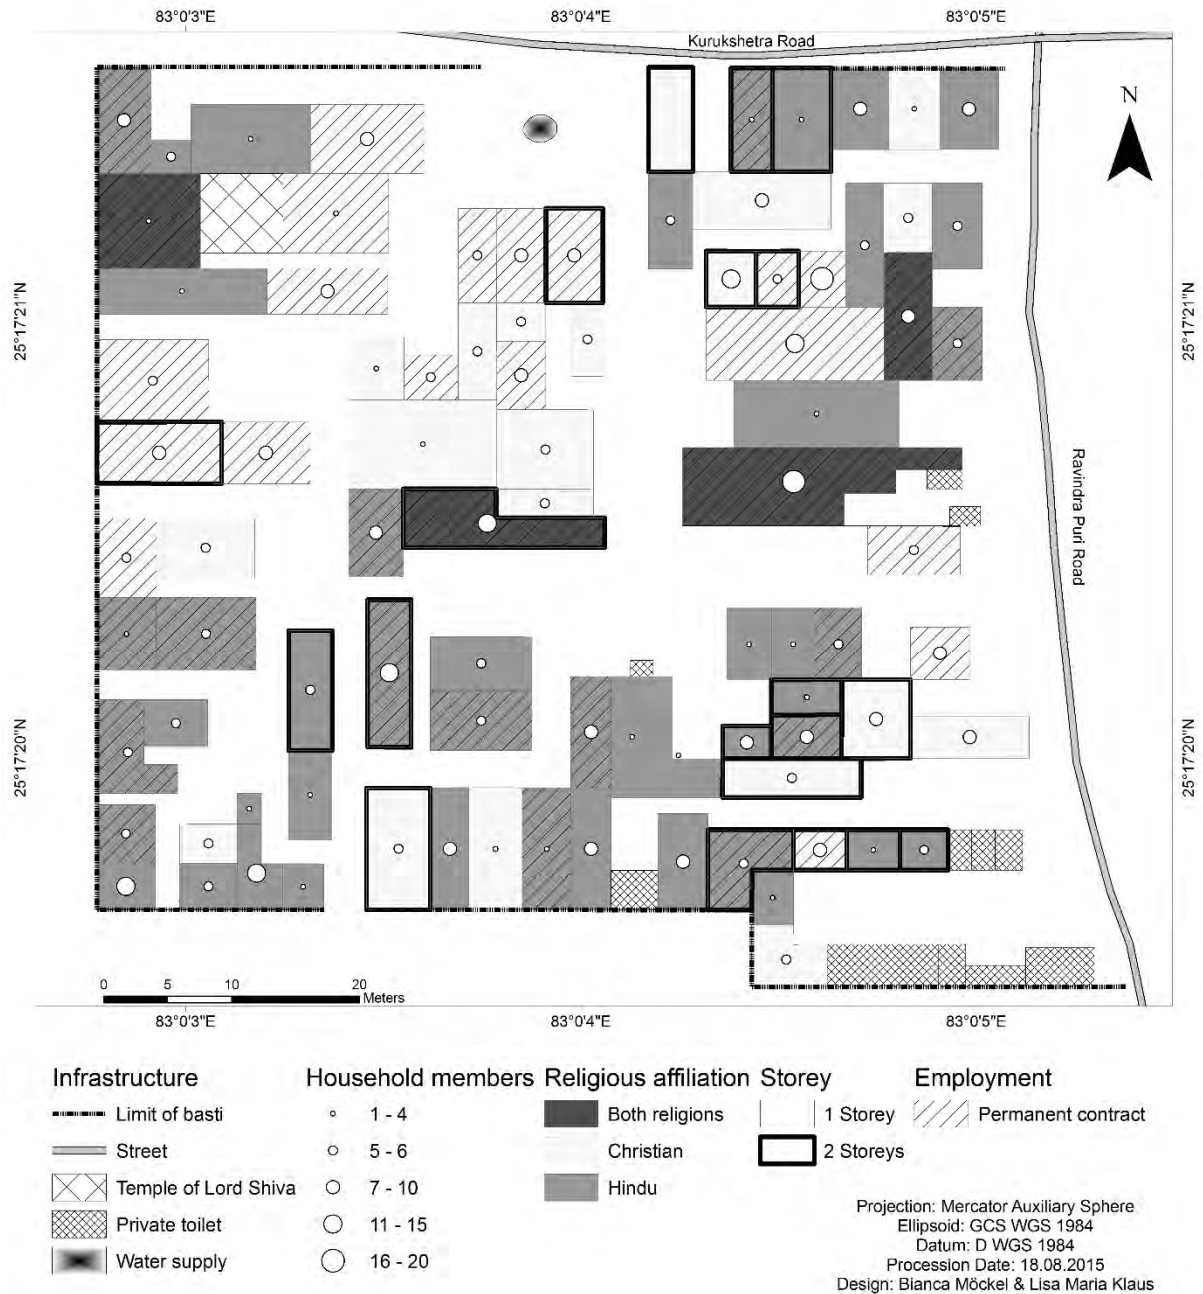 83°0'3"E
83°0'4"E
83°0'5"E
Kurukshetra Road
N
25°17'21"N
25°17'21"N
Ravindra Puri Road
25°17'20"N
25°17'20"N
0 5 10 20
Meters
83°0'3"E
83°0'4"E
83°0'5"E
Infrastructure
Limit of basti
Street
Temple of Lord Shiva
Private toilet
Water supply
Household members
1 - 4
5 - 6
7 - 10
11 - 15
16 - 20
Religious affiliation
Both religions
Christian
Hindu
Storey
1 Storey
2 Storeys
Employment
Permanent contract
Projection: Mercator Auxiliary Sphere
Ellipsoid: GCS WGS 1984
Datum: D WGS 1984
Procession Date: 18.08.2015
Design: Bianca Möckel & Lisa Maria Klaus